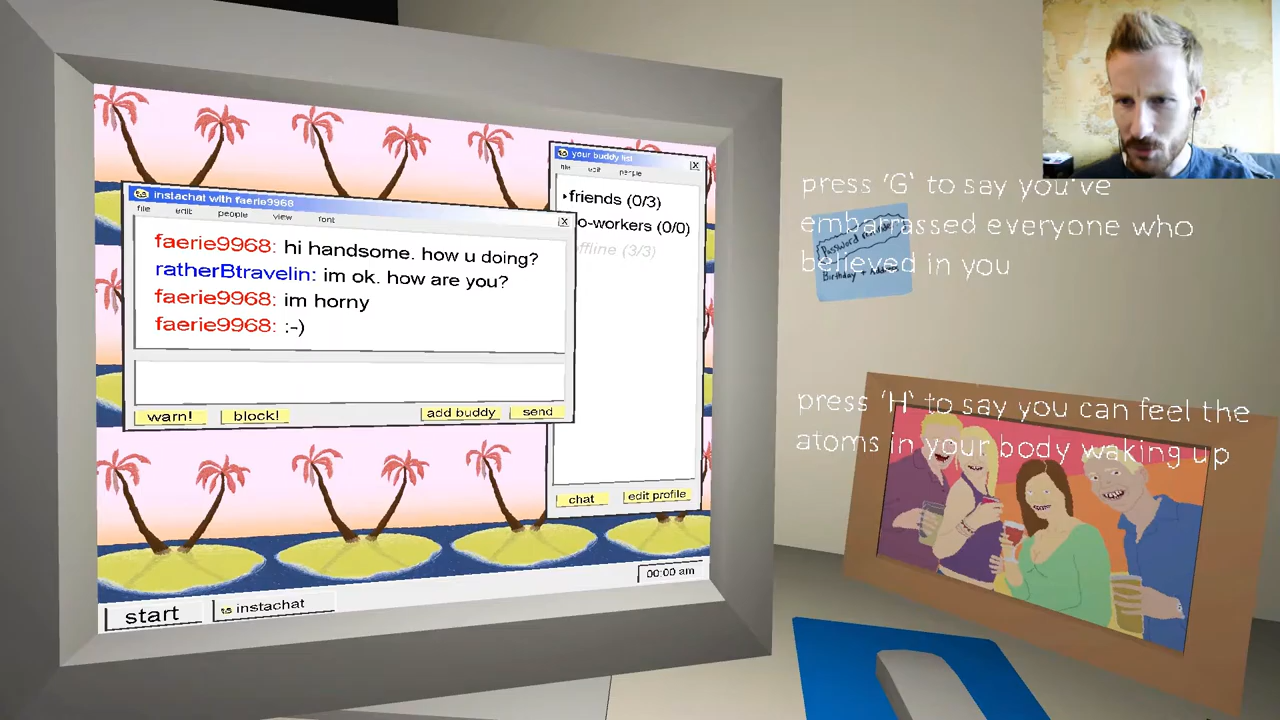 your buddy list
file edit people
friends (0/3)
o-workers (0/0)
offline (3/3)
chat
edit profile
instachat with faerie9968
file edit people view font
faerie9968: hi handsome. how u doing?
ratherBtravelin: im ok. how are you?
faerie9968: im horny
faerie9968: :-)
warn!
block!
add buddy
send
start
instachat
00:00 am
press 'G' to say you've
embarrassed everyone who
believed in you
Password
Birthday +
press 'H' to say you can feel the
atoms in your body waking up